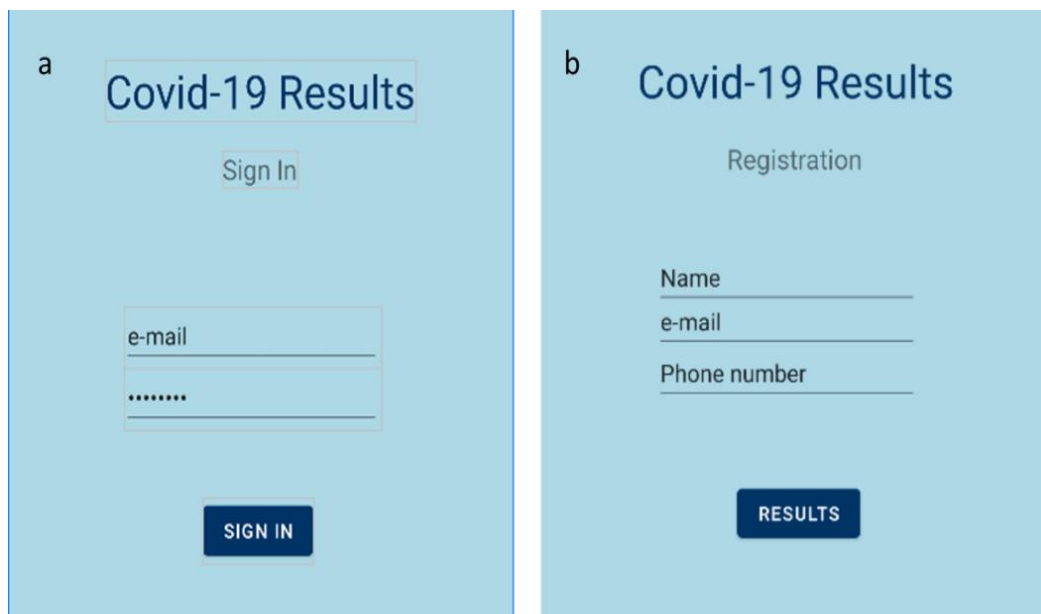 a
Covid-19 Results
Sign In
e-mail
••••••••
SIGN IN
b
Covid-19 Results
Registration
Name
e-mail
Phone number
RESULTS